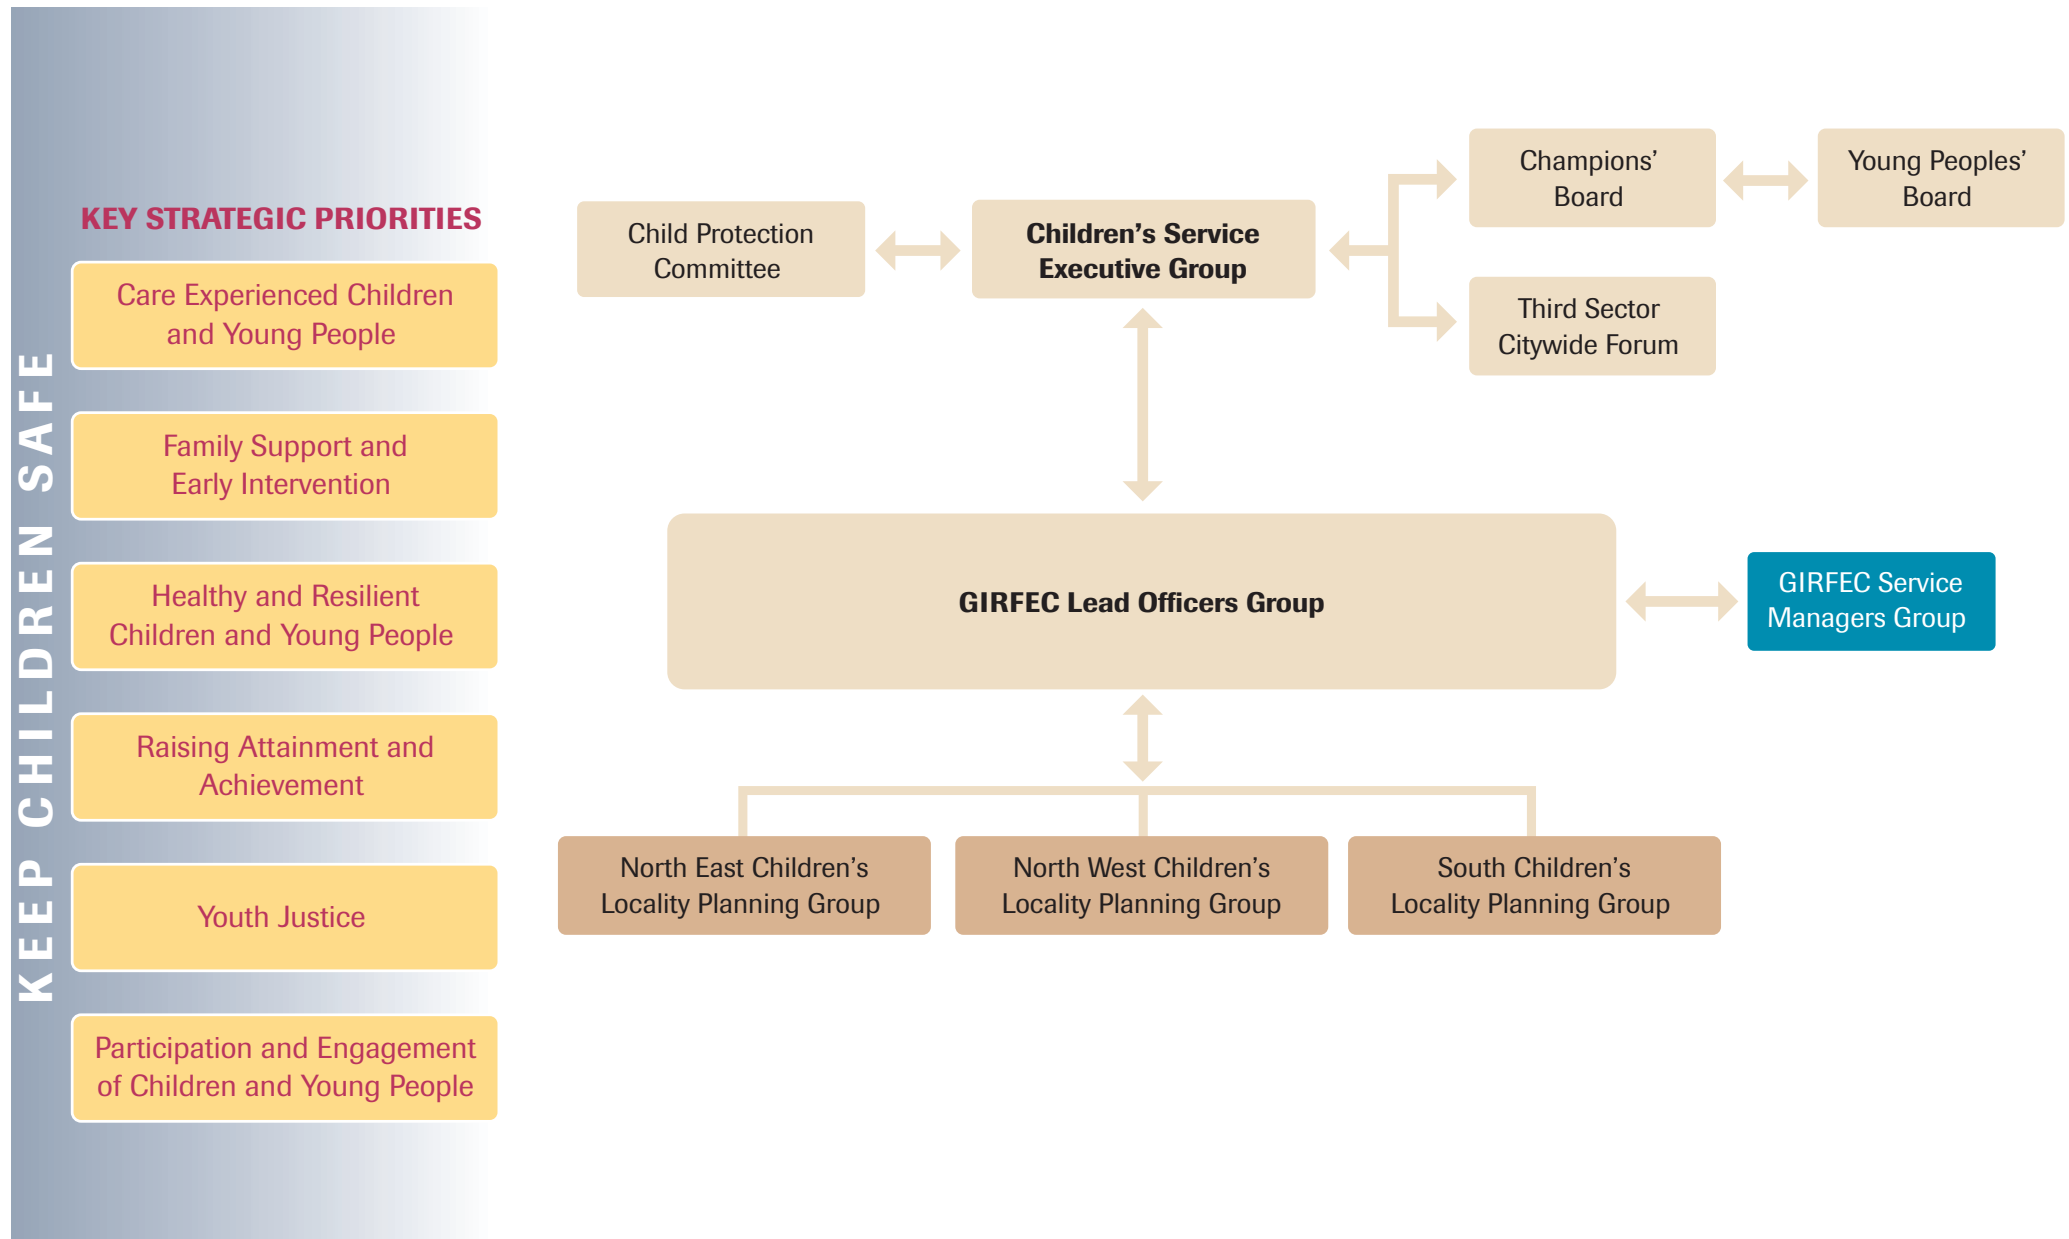 KEEP CHILDREN SAFE
KEY STRATEGIC PRIORITIES
Care Experienced Children
and Young People
Family Support and
Early Intervention
Healthy and Resilient
Children and Young People
Raising Attainment and
Achievement
Youth Justice
Participation and Engagement
of Children and Young People
Child Protection
Committee
Children’s Service
Executive Group
Champions’
Board
Young Peoples’
Board
Third Sector
Citywide Forum
GIRFEC Lead Officers Group
GIRFEC Service
Managers Group
North East Children’s
Locality Planning Group
North West Children’s
Locality Planning Group
South Children’s
Locality Planning Group